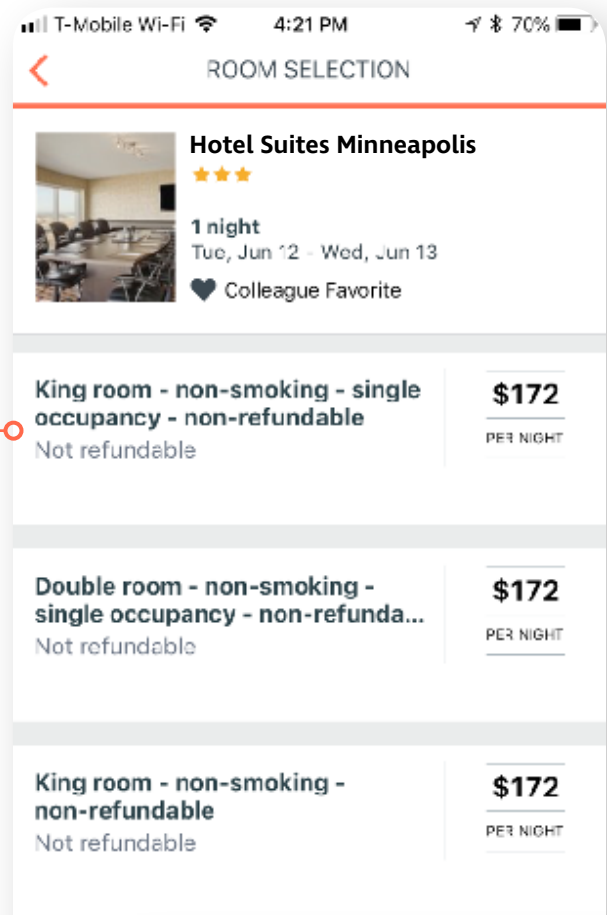 T-Mobile Wi-Fi 4:21 PM 70%
ROOM SELECTION
Hotel Suites Minneapolis
1 night
Tue, Jun 12 - Wed, Jun 13
Colleague Favorite
King room - non-smoking - single
occupancy - non-refundable
Not refundable
$172
PER NIGHT
Double room - non-smoking -
single occupancy - non-refunda...
Not refundable
$172
PER NIGHT
King room - non-smoking -
non-refundable
Not refundable
$172
PER NIGHT